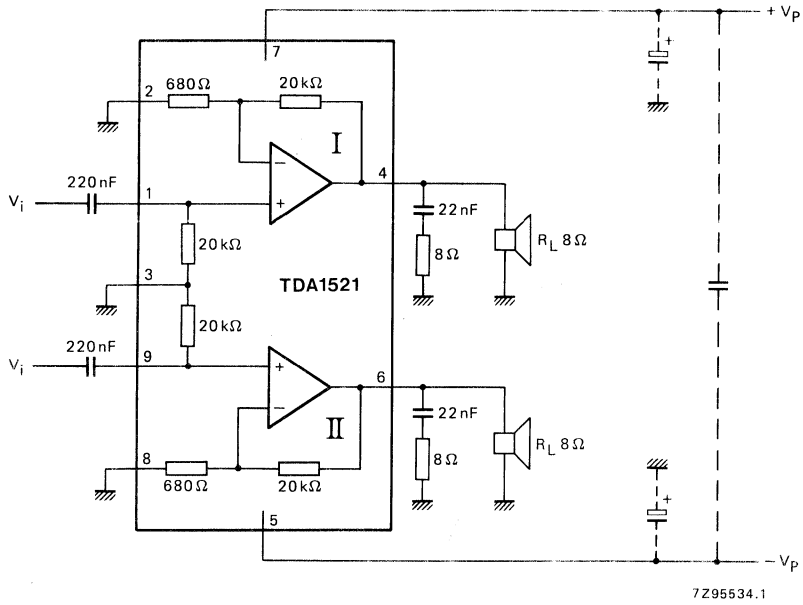 + VP
7
+
2
680Ω
20kΩ
I
−
220nF
1
4
Vi
+
22nF
20kΩ
8Ω
RL 8Ω
3
TDA1521
20kΩ
220nF
9
6
Vi
+
−
22nF
II
8Ω
RL 8Ω
8
680Ω
20kΩ
5
+
− VP
7Z95534.1